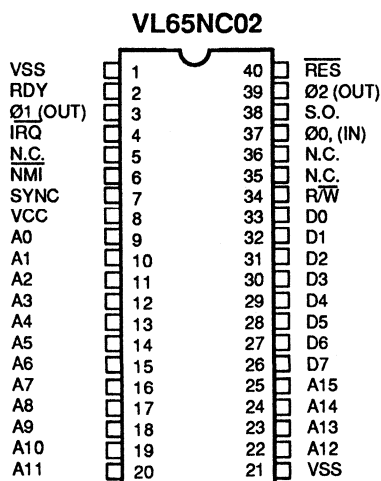 VL65NC02
VSS 1 40 R̅E̅S̅
RDY 2 39 Ø2 (OUT)
Ø1 (OUT) 3 38 S.O.
I̅R̅Q̅ 4 37 Ø0, (IN)
N.C. 5 36 N.C.
N̅M̅I̅ 6 35 N.C.
SYNC 7 34 R/W̅
VCC 8 33 D0
A0 9 32 D1
A1 10 31 D2
A2 11 30 D3
A3 12 29 D4
A4 13 28 D5
A5 14 27 D6
A6 15 26 D7
A7 16 25 A15
A8 17 24 A14
A9 18 23 A13
A10 19 22 A12
A11 20 21 VSS